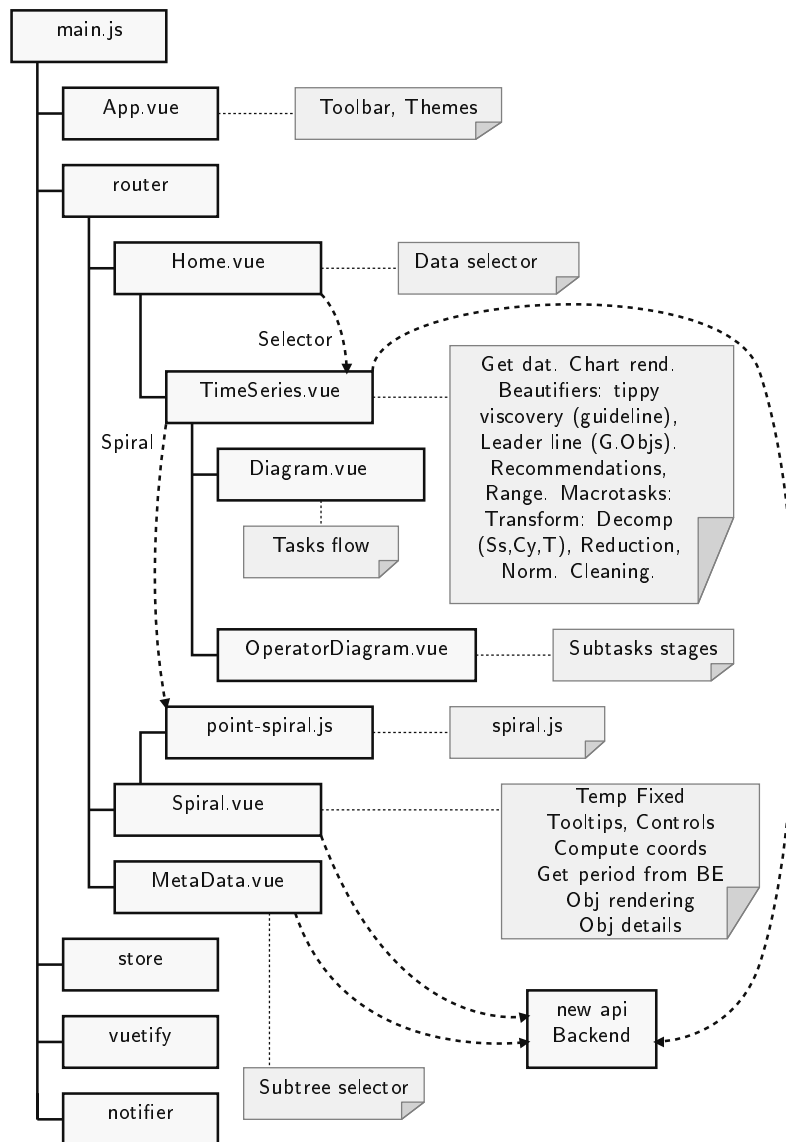 main.js
App.vue
Toolbar, Themes
router
Home.vue
Data selector
Selector
TimeSeries.vue
Get dat. Chart rend.
Beautifiers: tippy
viscovery (guideline),
Leader line (G.Objs).
Recommendations,
Range. Macrotasks:
Transform: Decomp
(Ss,Cy,T), Reduction,
Norm. Cleaning.
Spiral
Diagram.vue
Tasks flow
OperatorDiagram.vue
Subtasks stages
point-spiral.js
spiral.js
Spiral.vue
Temp Fixed
Tooltips, Controls
Compute coords
Get period from BE
Obj rendering
Obj details
MetaData.vue
store
new api
Backend
vuetify
Subtree selector
notifier